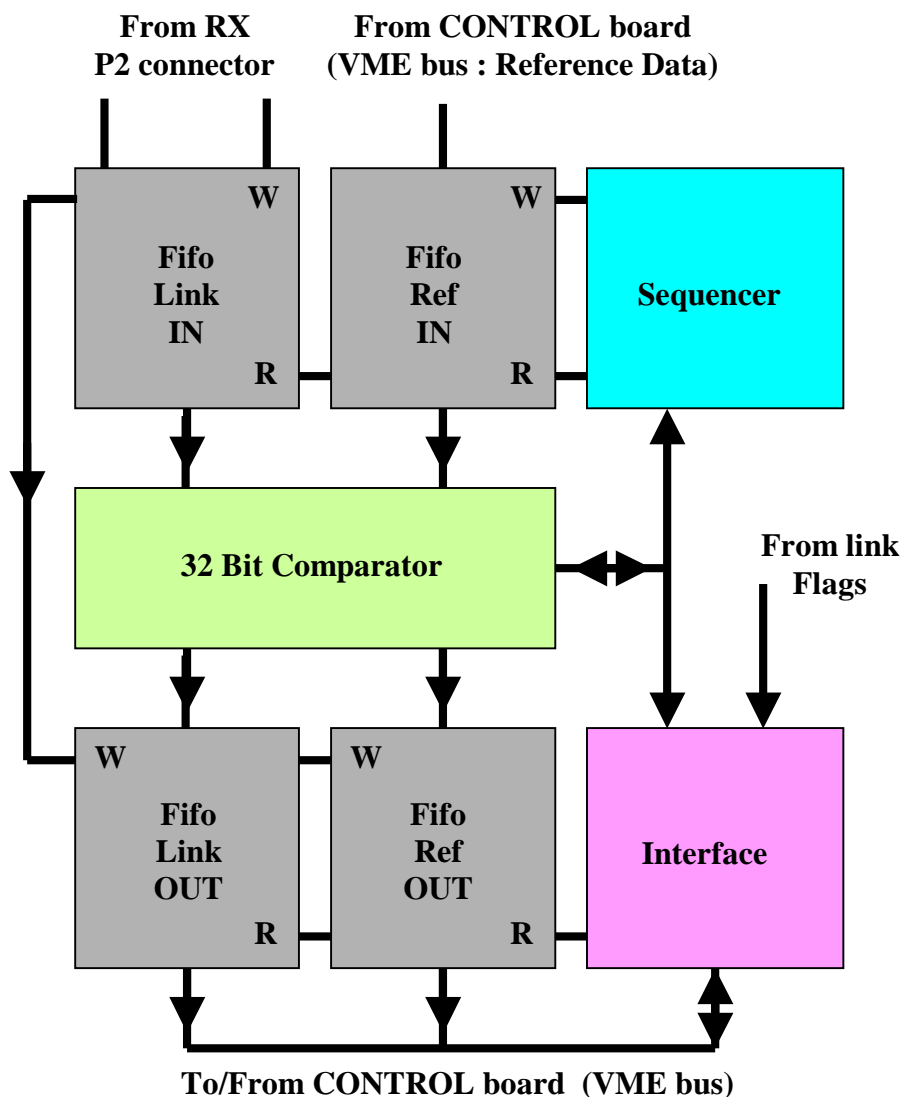 From RX
P2 connector
From CONTROL board
(VME bus : Reference Data)
W
Fifo
Link
IN
R
W
Fifo
Ref
IN
R
Sequencer
32 Bit Comparator
From link
Flags
W
Fifo
Link
OUT
R
W
Fifo
Ref
OUT
R
Interface
To/From CONTROL board (VME bus)